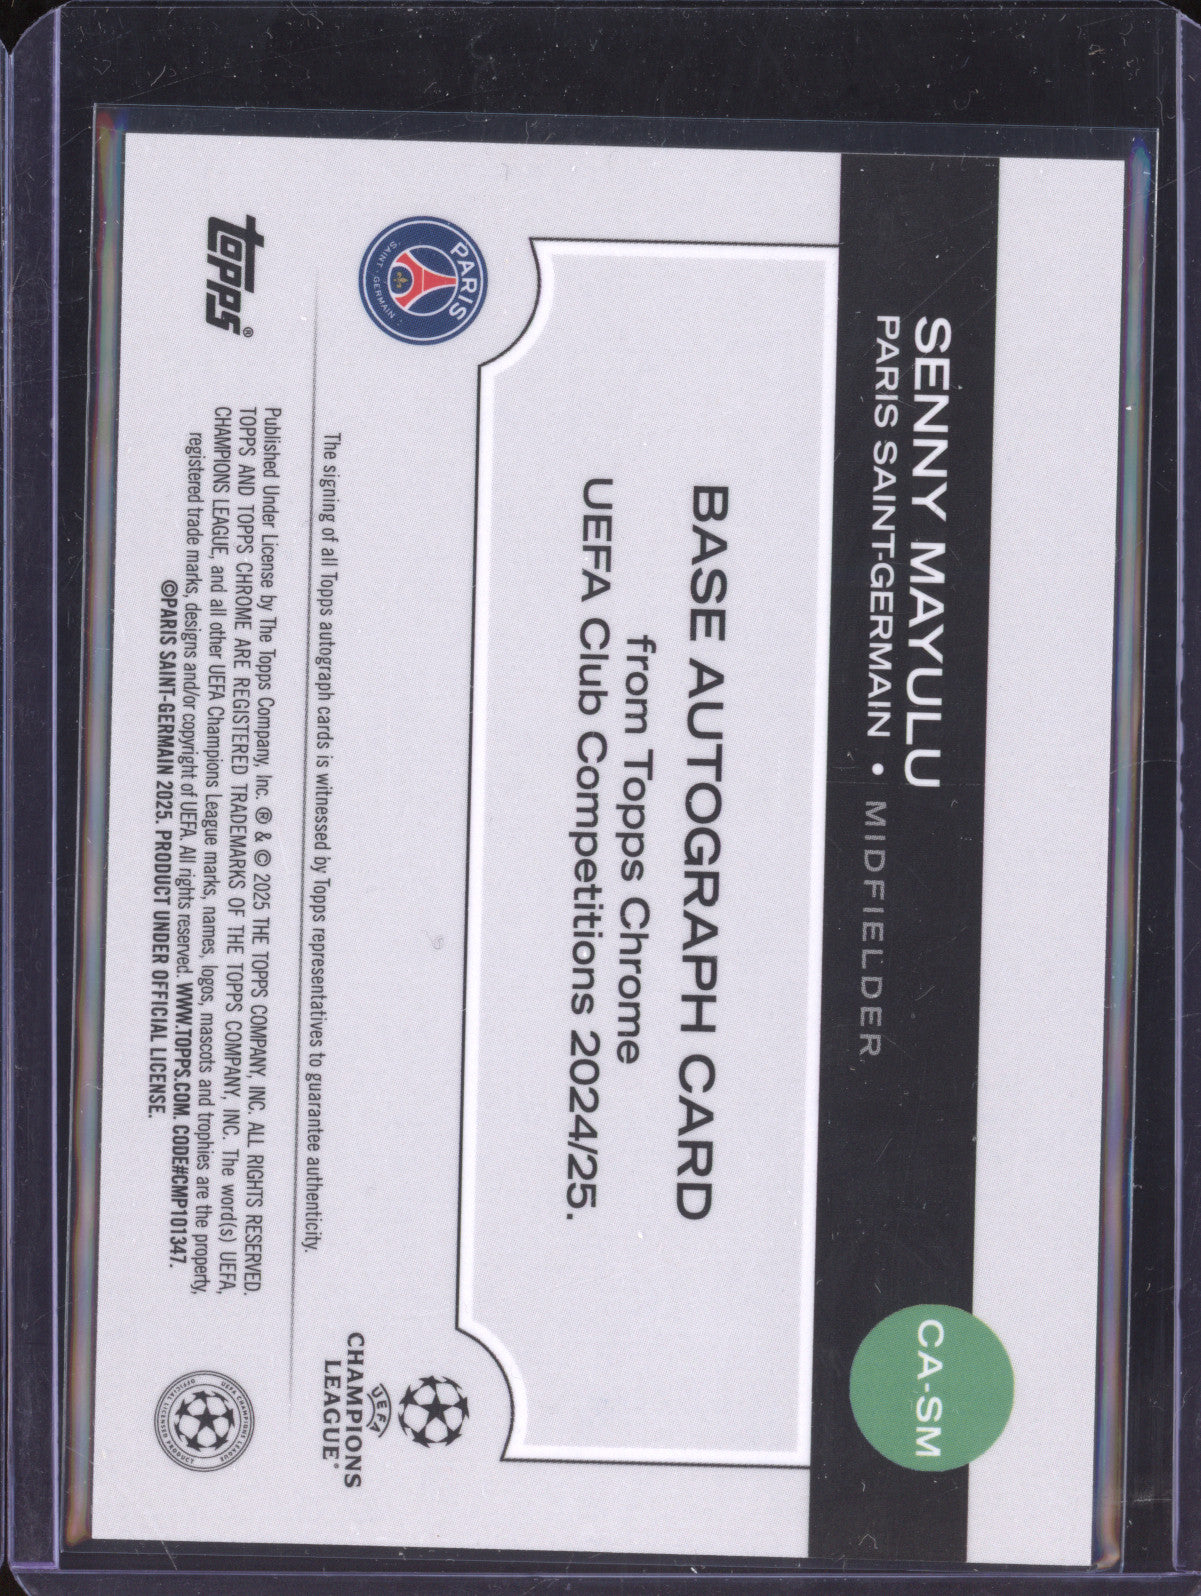 SENNY MAYULU
PARIS SAINT-GERMAIN • MIDFIELDER
CA-SM
BASE AUTOGRAPH CARD
from Topps Chrome
UEFA Club Competitions 2024/25.
PARIS
SAINT-GERMAIN
The signing of all Topps autograph cards is witnessed by Topps representatives to guarantee authenticity.
UEFA
CHAMPIONS
LEAGUE®
topps®
Published Under License by The Topps Company, Inc. ® & © 2025 THE TOPPS COMPANY, INC. ALL RIGHTS RESERVED.
TOPPS AND TOPPS CHROME ARE REGISTERED TRADEMARKS OF THE TOPPS COMPANY, INC. The word(s) UEFA,
CHAMPIONS LEAGUE, and all other UEFA Champions League marks, names, logos, mascots and trophies are the property,
registered trade marks, designs and/or copyright of UEFA. All rights reserved. WWW.TOPPS.COM. CODE#CMP101347.
©PARIS SAINT-GERMAIN 2025. PRODUCT UNDER OFFICIAL LICENSE.
UEFA CHAMPIONS LEAGUE
OFFICIAL LICENSED PRODUCT